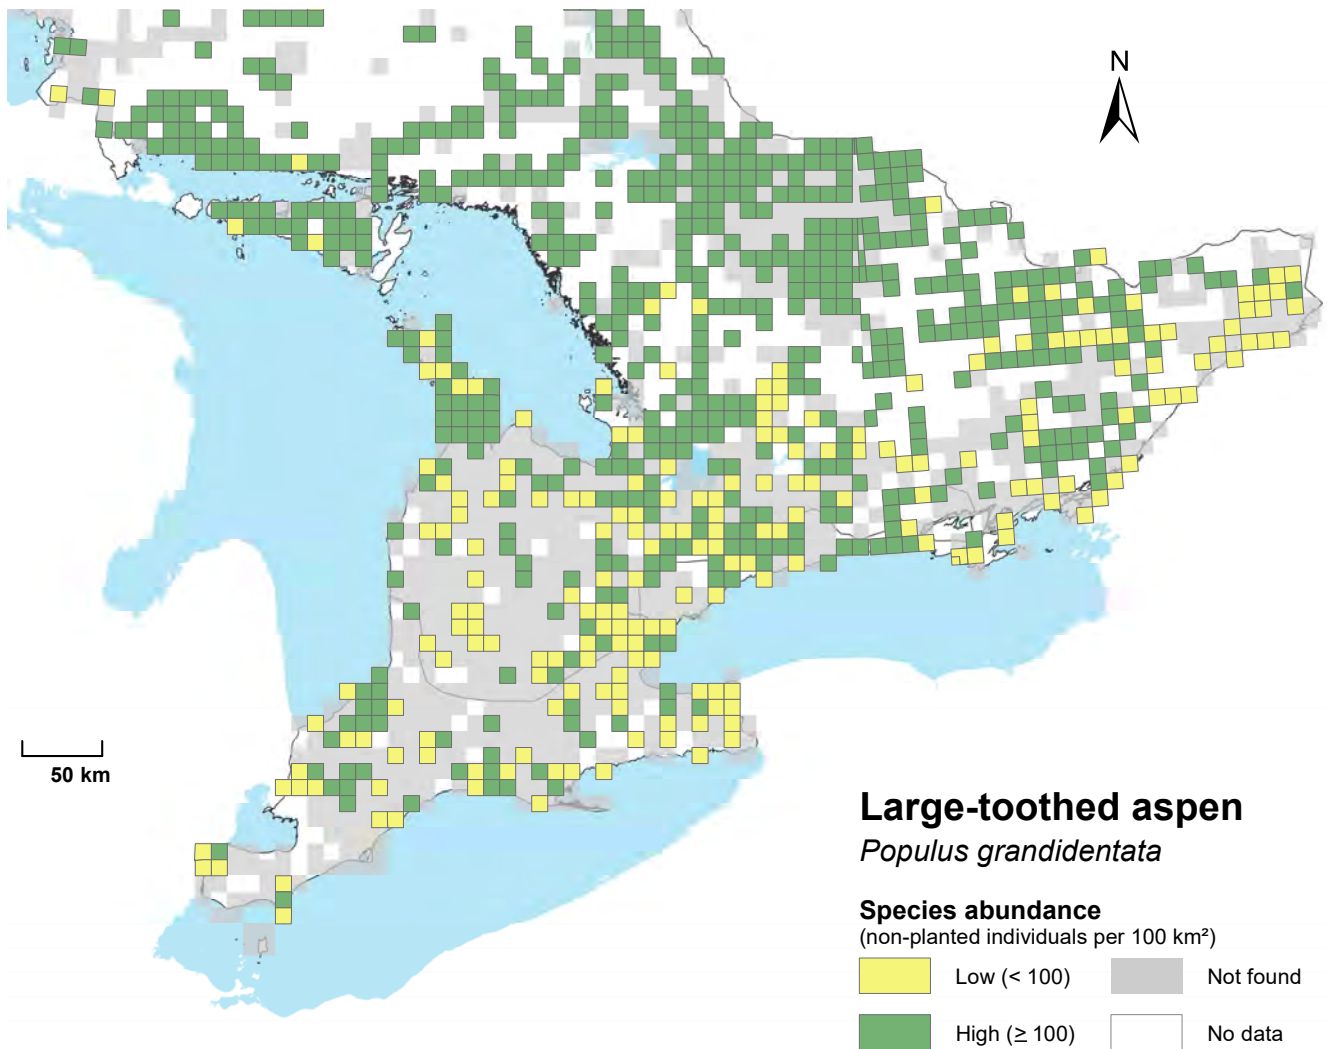 N
50 km
Large-toothed aspen
Populus grandidentata
Species abundance
(non-planted individuals per 100 km²)
Low (< 100)
Not found
High (≥ 100)
No data